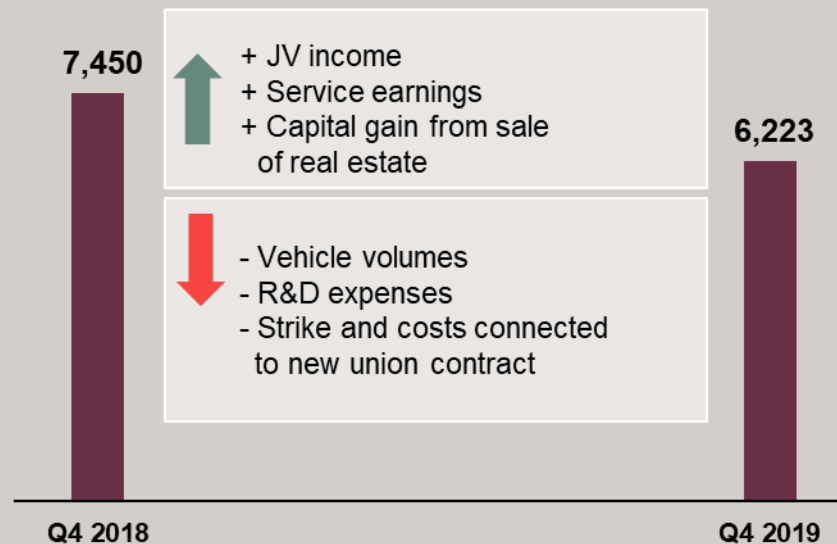 7,450
+ JV income
+ Service earnings
+ Capital gain from sale
of real estate
6,223
- Vehicle volumes
- R&D expenses
- Strike and costs connected
to new union contract
Q4 2018
Q4 2019